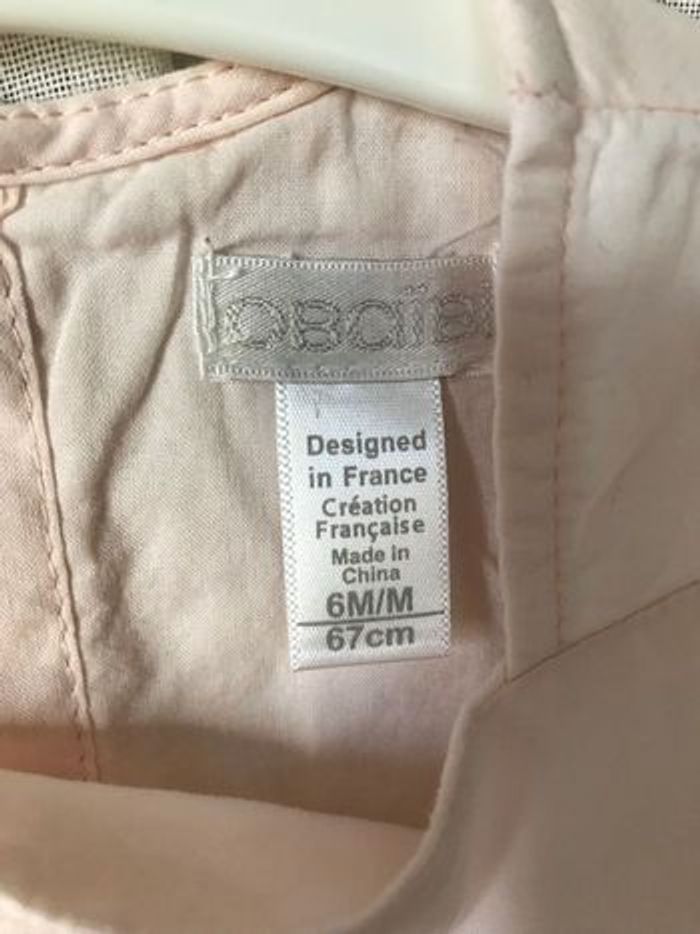 Designed
in France
Création
Française
Made in
China
6M/M
67cm